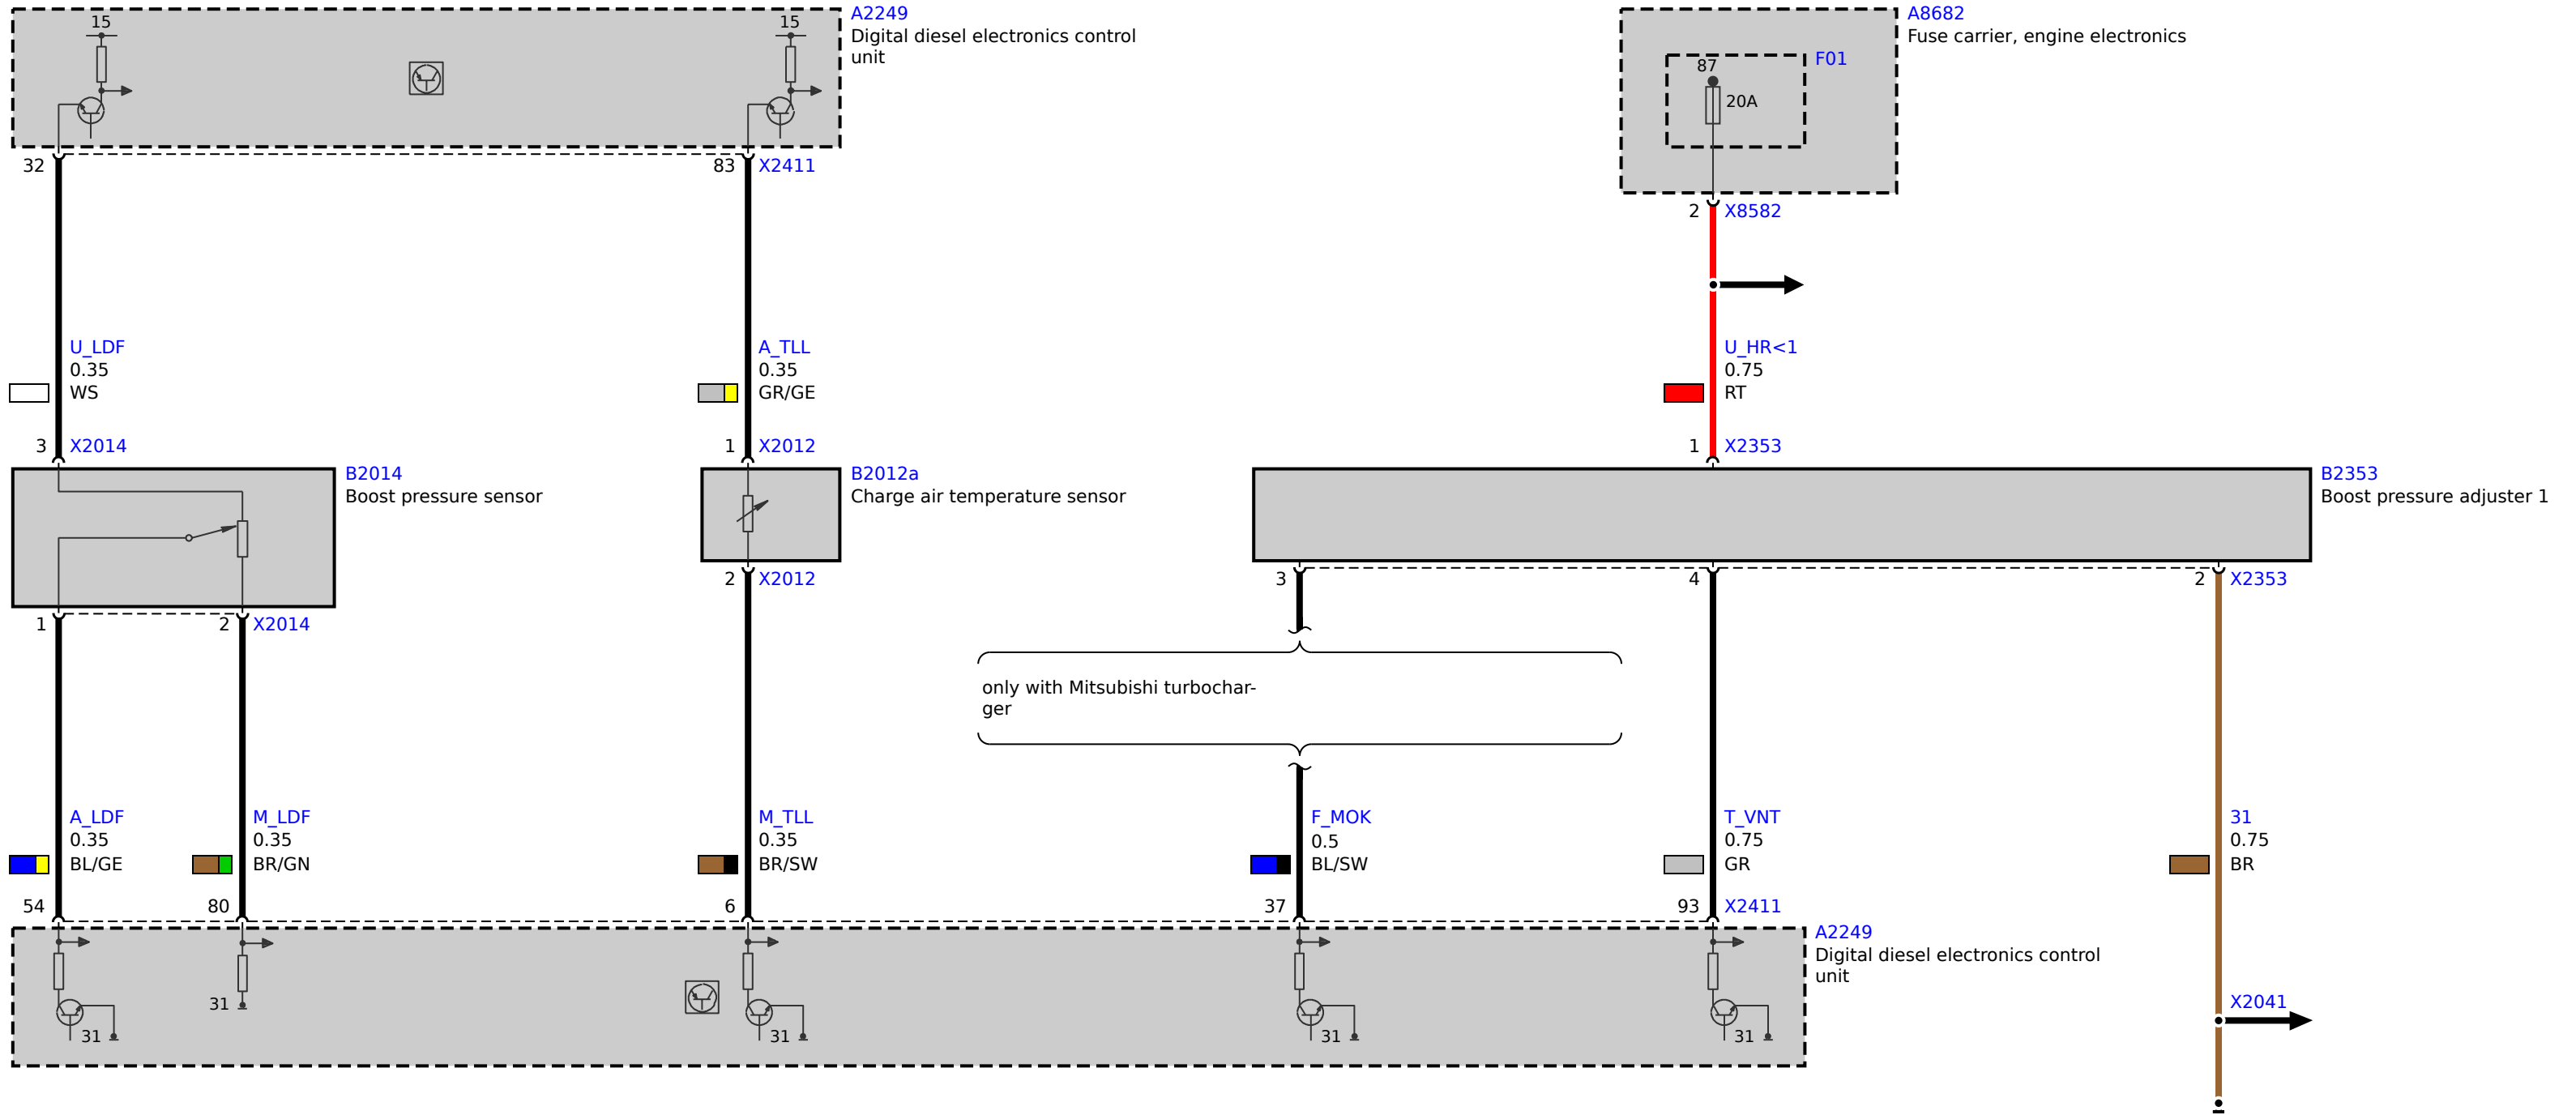 15
15
A2249
Digital diesel electronics control
unit
A8682
Fuse carrier, engine electronics
87
F01
20A
32
83
X2411
2
X8582
U_LDF
0.35
WS
A_TLL
0.35
GR/GE
U_HR<1
0.75
RT
3
X2014
1
X2012
1
X2353
B2014
Boost pressure sensor
B2012a
Charge air temperature sensor
B2353
Boost pressure adjuster 1
2
X2012
3
4
2
X2353
1
2
X2014
only with Mitsubishi turbochar-
ger
A_LDF
0.35
BL/GE
M_LDF
0.35
BR/GN
M_TLL
0.35
BR/SW
F_MOK
0.5
BL/SW
T_VNT
0.75
GR
31
0.75
BR
54
80
6
37
93
X2411
A2249
Digital diesel electronics control
unit
31
31
31
31
31
X2041